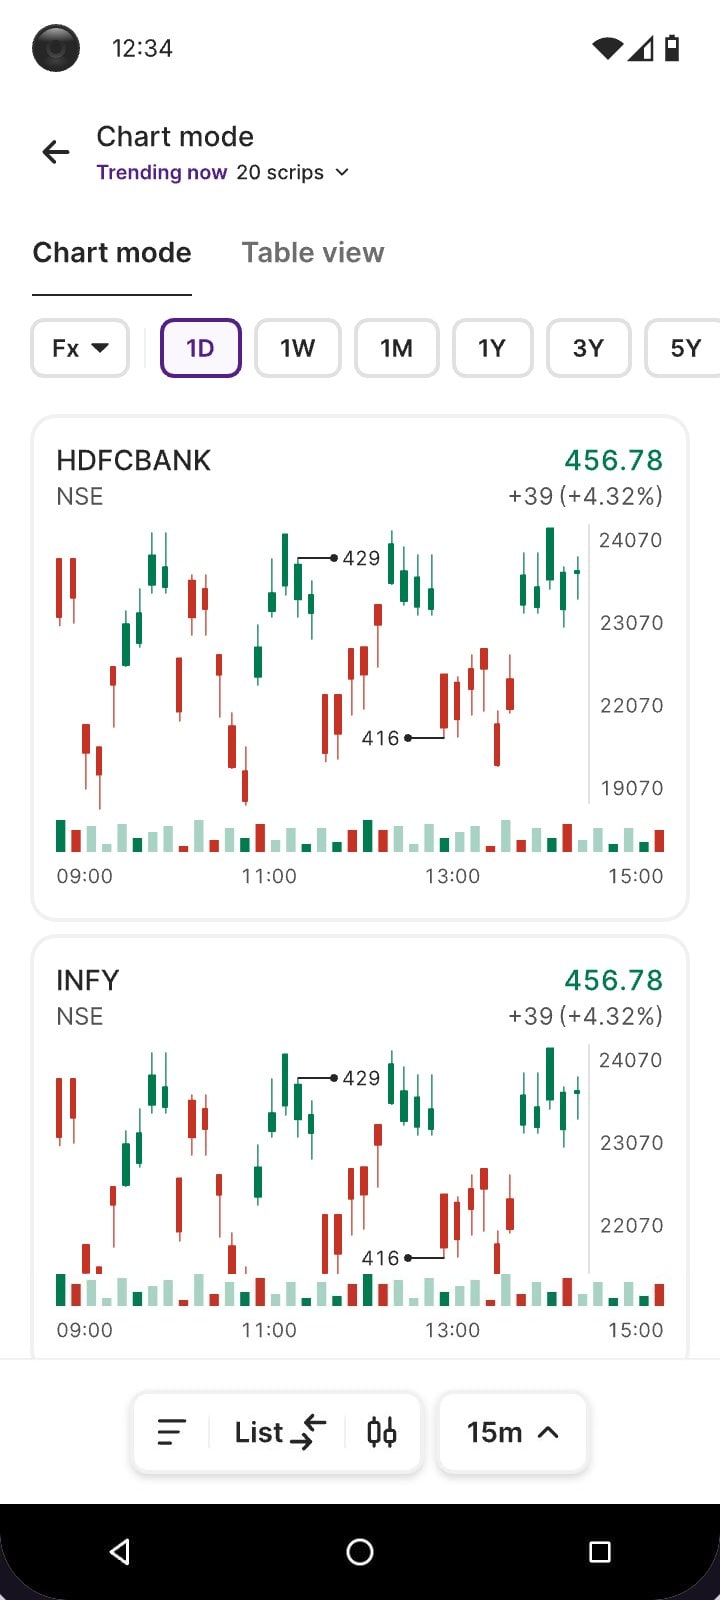 12:34
Chart mode
Trending now 20 scrips
Chart mode Table view
Fx 1D 1W 1M 1Y 3Y 5Y
HDFCBANK 456.78
NSE +39 (+4.32%)
24070
429
23070
22070
416
19070
09:00 11:00 13:00 15:00
INFY 456.78
NSE +39 (+4.32%)
24070
429
23070
22070
416
09:00 11:00 13:00 15:00
List 15m